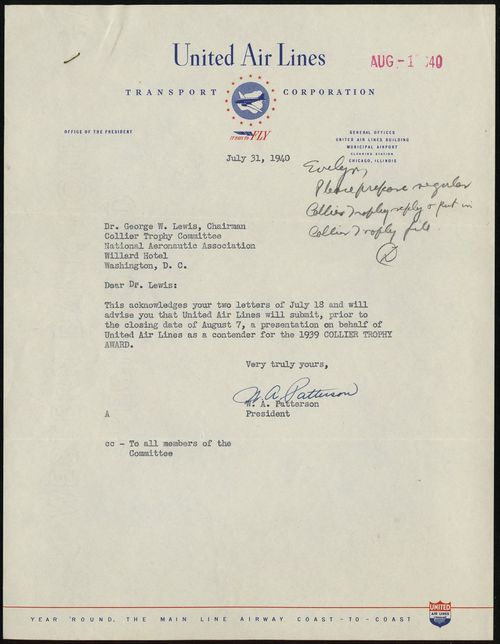 United Air Lines
AUG -1 '40
TRANSPORT CORPORATION
it pays to FLY
OFFICE OF THE PRESIDENT
GENERAL OFFICES
UNITED AIR LINES BUILDING
MUNICIPAL AIRPORT
CLEARING STATION
CHICAGO, ILLINOIS
July 31, 1940
Evelyn,
Please prepare regular
Collier Trophy reply & put in
Collier Trophy file.
Dr. George W. Lewis, Chairman
Collier Trophy Committee
National Aeronautic Association
Willard Hotel
Washington, D. C.
Dear Dr. Lewis:
This acknowledges your two letters of July 18 and will
advise you that United Air Lines will submit, prior to
the closing date of August 7, a presentation on behalf of
United Air Lines as a contender for the 1939 COLLIER TROPHY
AWARD.
Very truly yours,
W. A. Patterson
W. A. Patterson
A President
cc - To all members of the
Committee
UNITED
AIR LINES
YEAR 'ROUND, THE MAIN LINE AIRWAY COAST-TO-COAST